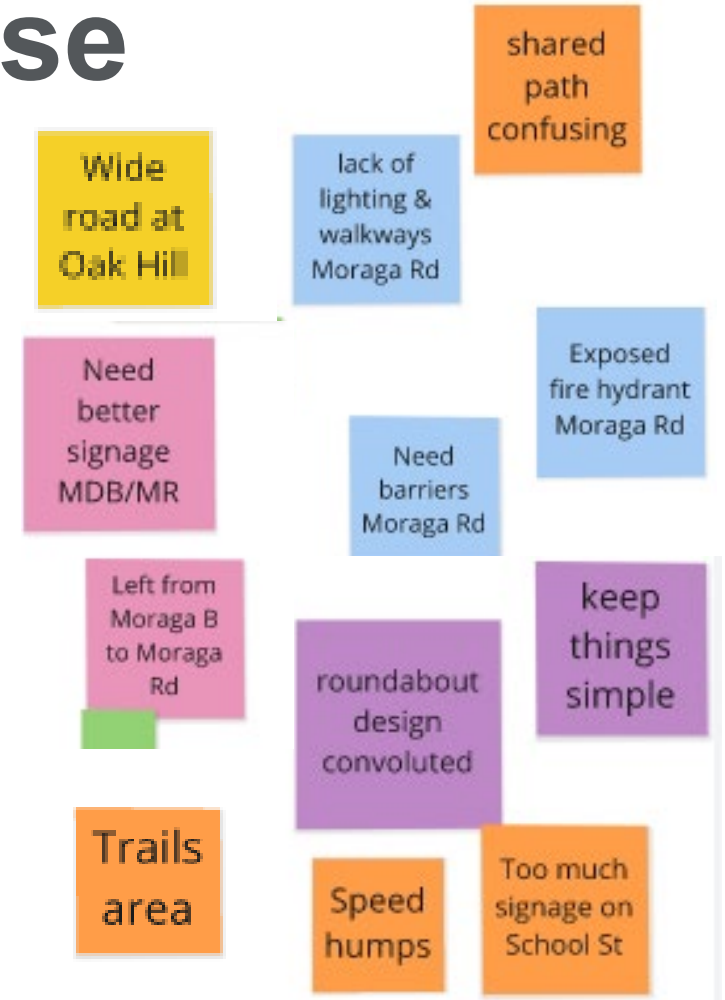 se
shared
path
confusing
Wide
road at
Oak Hill
lack of
lighting &
walkways
Moraga Rd
Exposed
fire hydrant
Moraga Rd
Need
better
signage
MDB/MR
Need
barriers
Moraga Rd
Left from
Moraga B
to Moraga
Rd
keep
things
simple
roundabout
design
convoluted
Trails
area
Speed
humps
Too much
signage on
School St